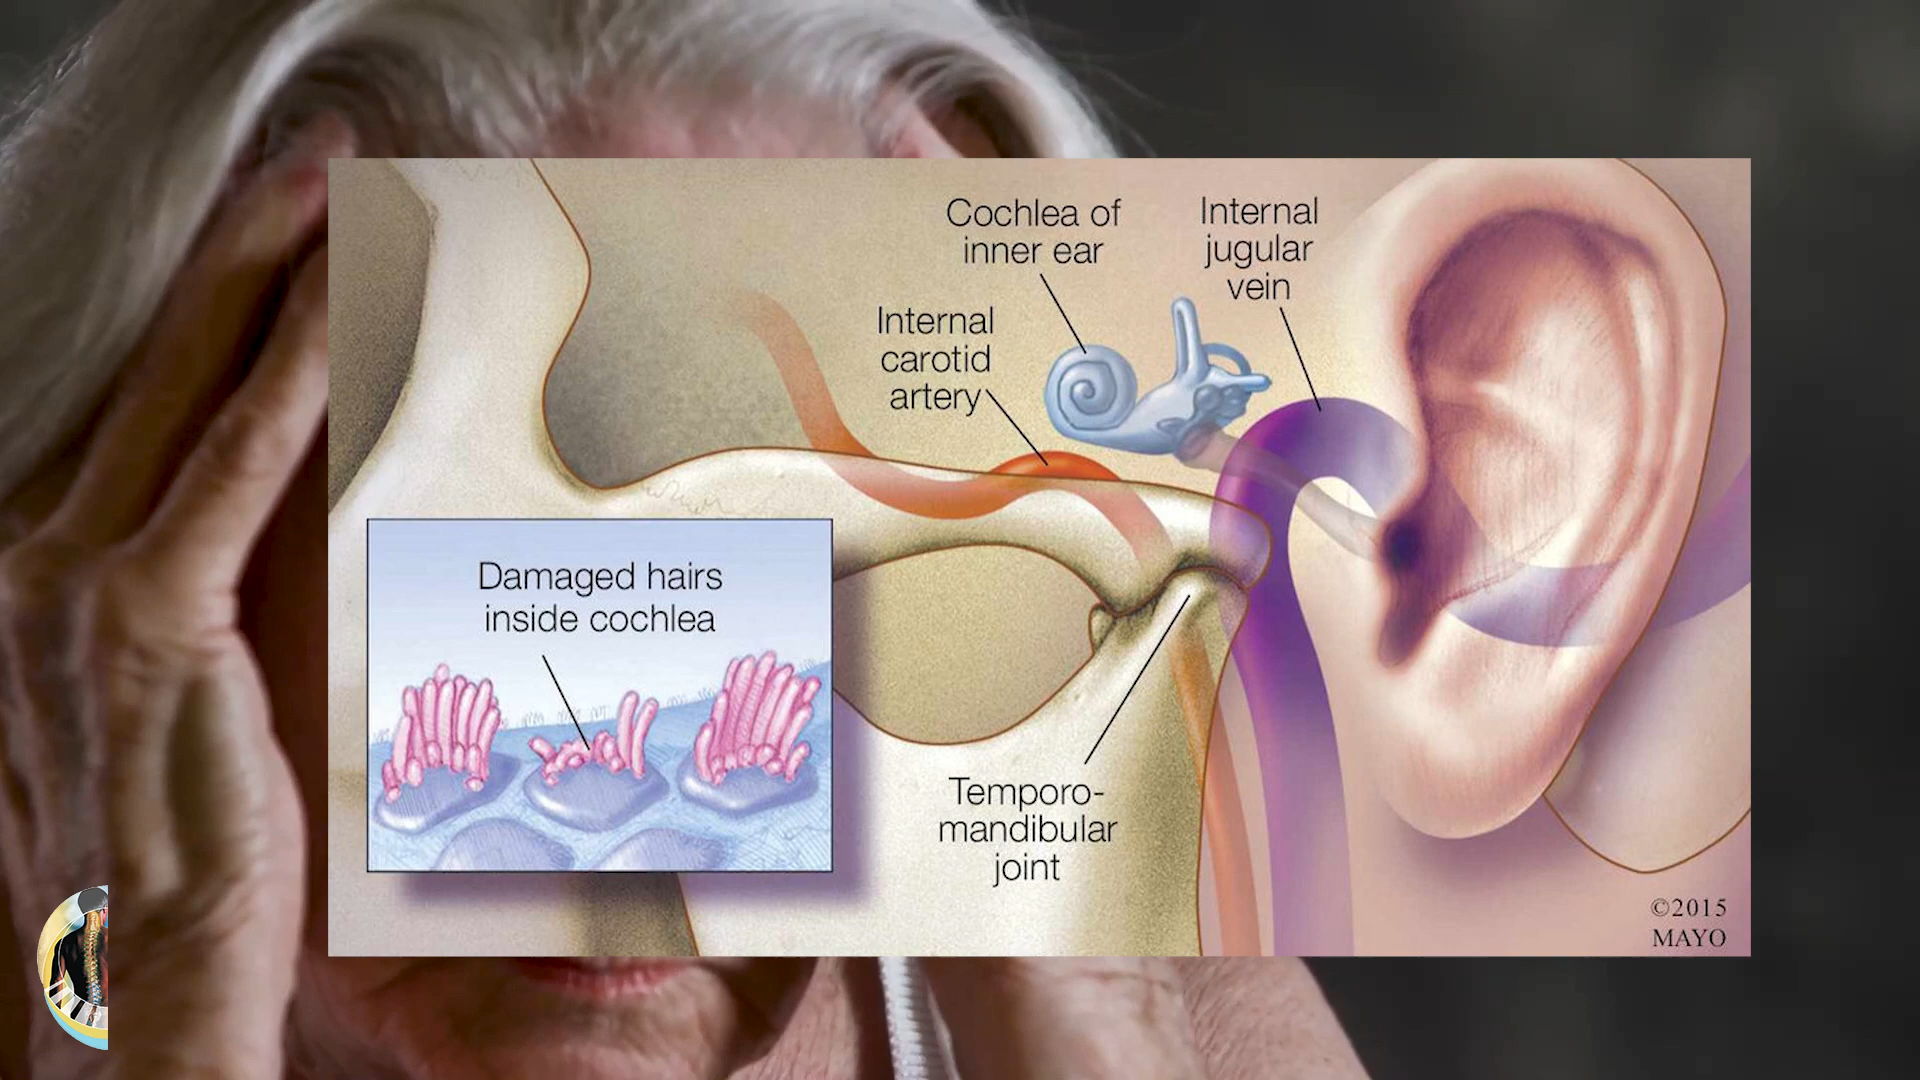 Cochlea of
inner ear
Internal
jugular
vein
Internal
carotid
artery
Damaged hairs
inside cochlea
Temporo-
mandibular
joint
©2015
MAYO